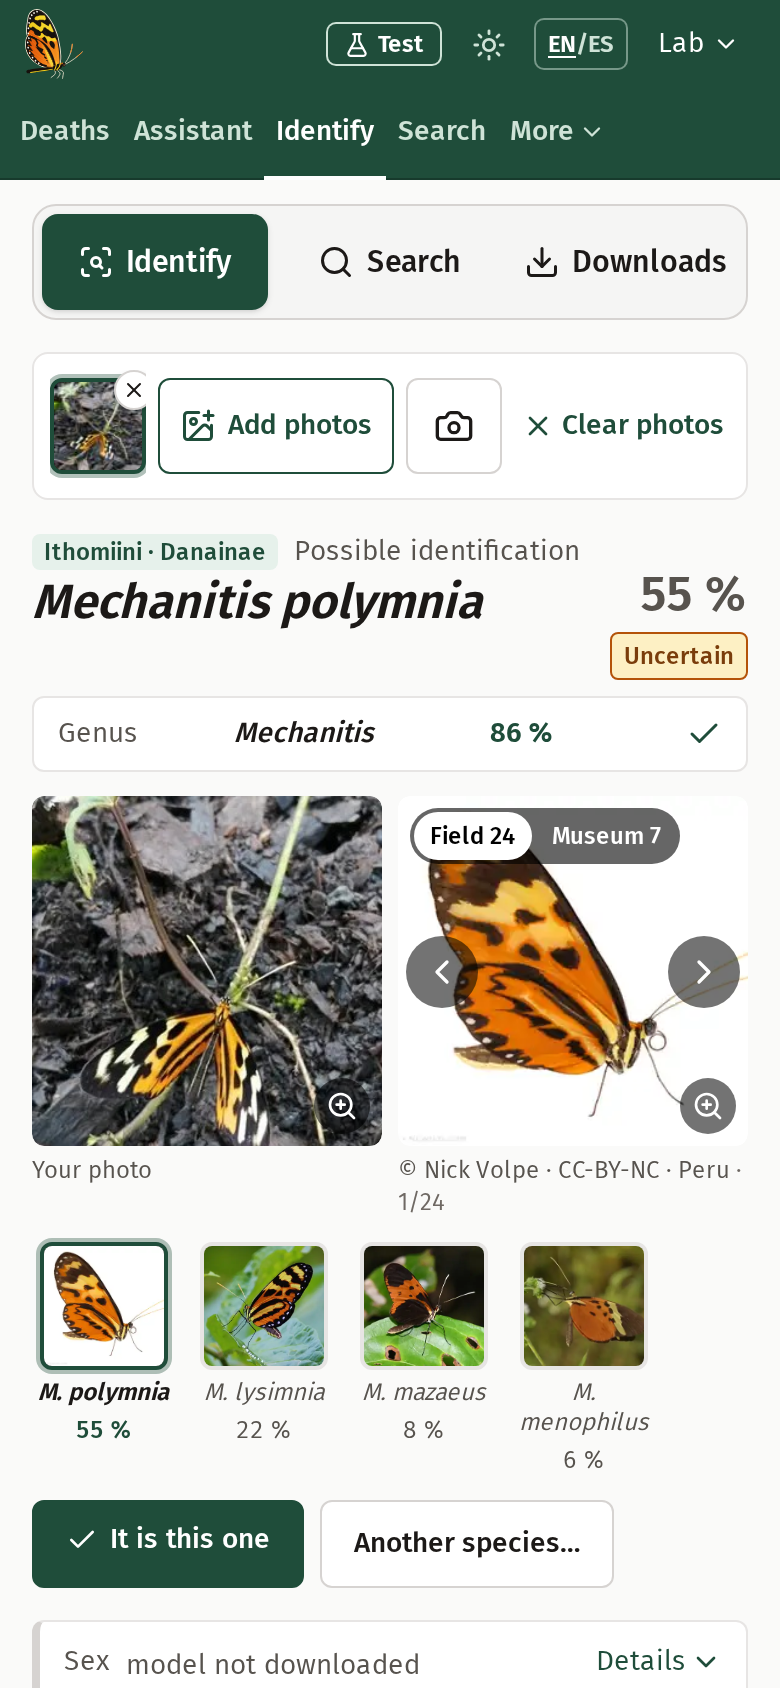 Test
EN/ES
Lab
Deaths
Assistant
Identify
Search
More
Identify
Search
Downloads
Add photos
Clear photos
Ithomiini · Danainae
Possible identification
Mechanitis polymnia
55 %
Uncertain
Genus
Mechanitis
86 %
Field 24
Museum 7
Your photo
© Nick Volpe · CC-BY-NC · Peru ·
1/24
M. polymnia
55 %
M. lysimnia
22 %
M. mazaeus
8 %
M.
menophilus
6 %
It is this one
Another species...
Sex
model not downloaded
Details